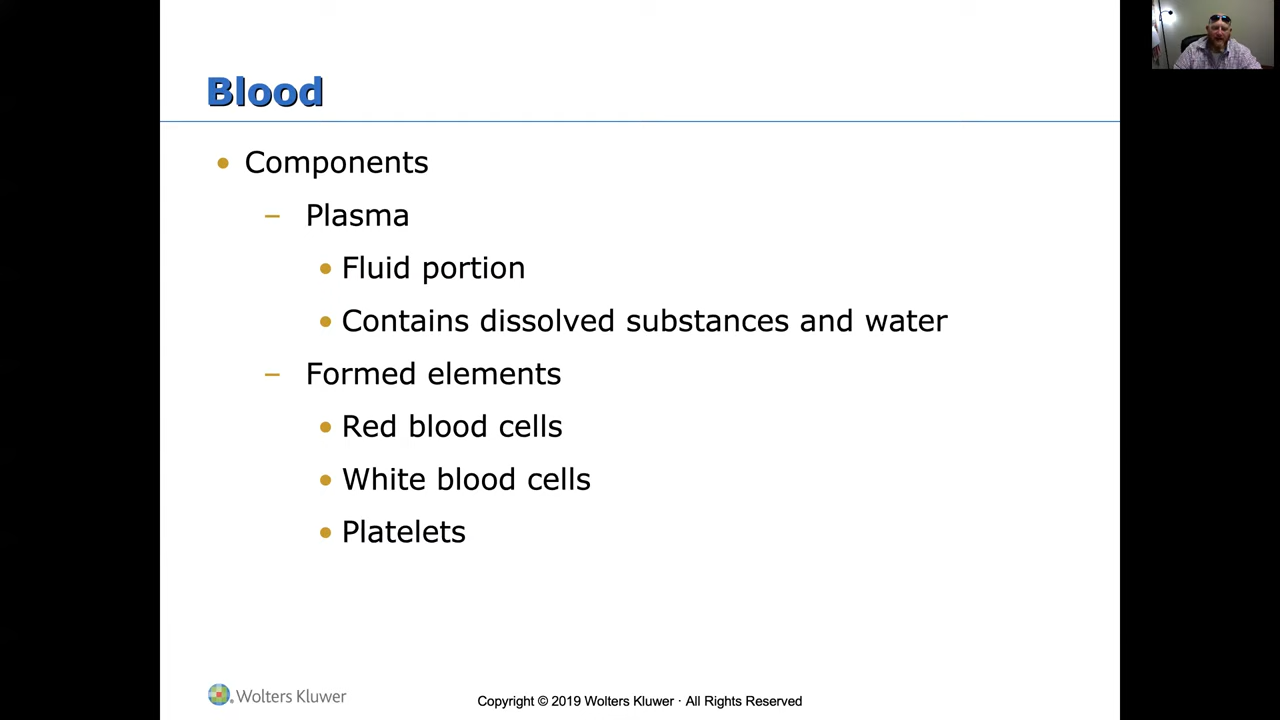 Blood
• Components
– Plasma
• Fluid portion
• Contains dissolved substances and water
– Formed elements
• Red blood cells
• White blood cells
• Platelets
Wolters Kluwer
Copyright © 2019 Wolters Kluwer · All Rights Reserved